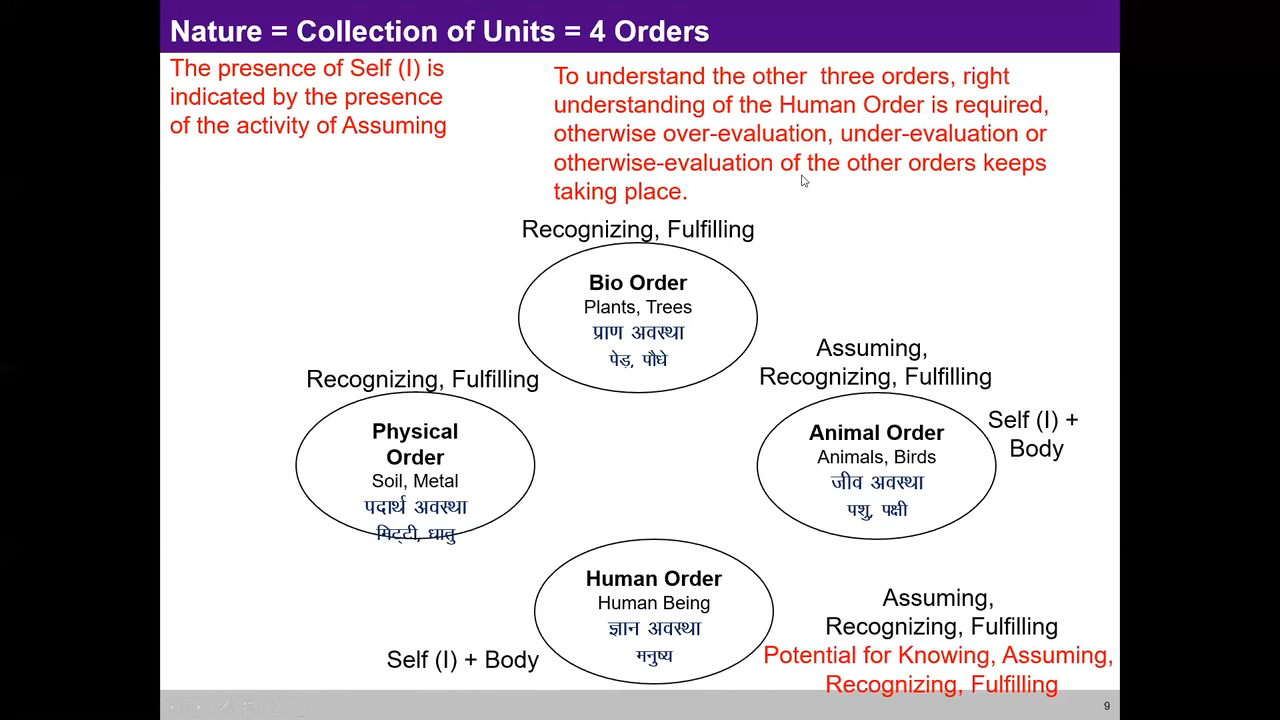 Nature = Collection of Units = 4 Orders
The presence of Self (I) is
indicated by the presence
of the activity of Assuming
To understand the other three orders, right
understanding of the Human Order is required,
otherwise over-evaluation, under-evaluation or
otherwise-evaluation of the other orders keeps
taking place.
Recognizing, Fulfilling
Bio Order
Plants, Trees
प्राण अवस्था
पेड़, पौधे
Recognizing, Fulfilling
Physical
Order
Soil, Metal
पदार्थ अवस्था
मिट्टी, धातु
Assuming,
Recognizing, Fulfilling
Animal Order
Animals, Birds
जीव अवस्था
पशु, पक्षी
Self (I) +
Body
Human Order
Human Being
ज्ञान अवस्था
मनुष्य
Self (I) + Body
Assuming,
Recognizing, Fulfilling
Potential for Knowing, Assuming,
Recognizing, Fulfilling
9